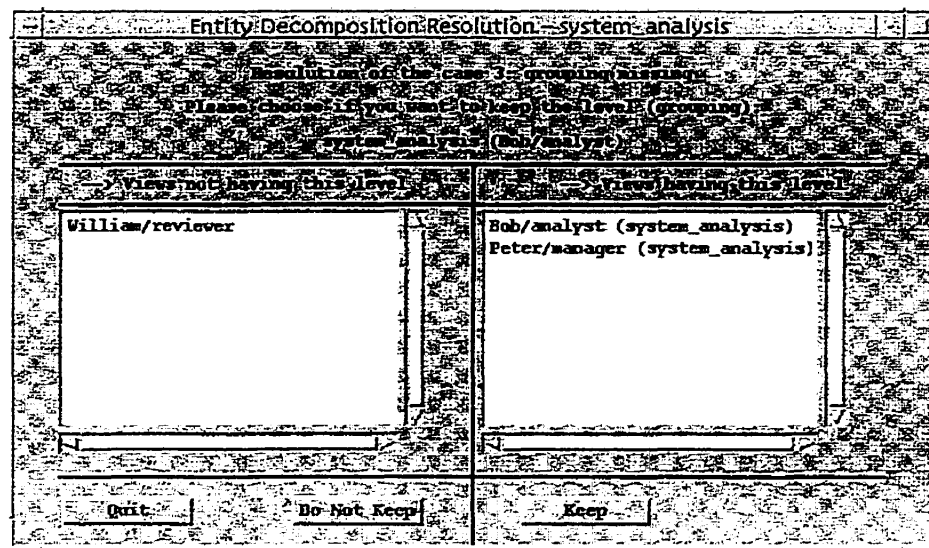 Entity Decomposition Resolution - system_analysis
Resolution of the case 3: grouping missing.
Please choose if you want to keep the level (grouping)
system_analysis (Bob/analyst)
--> Views not having this level
--> Views having this level
William/reviewer
Bob/analyst (system_analysis)
Peter/manager (system_analysis)
Quit
Do Not Keep
Keep